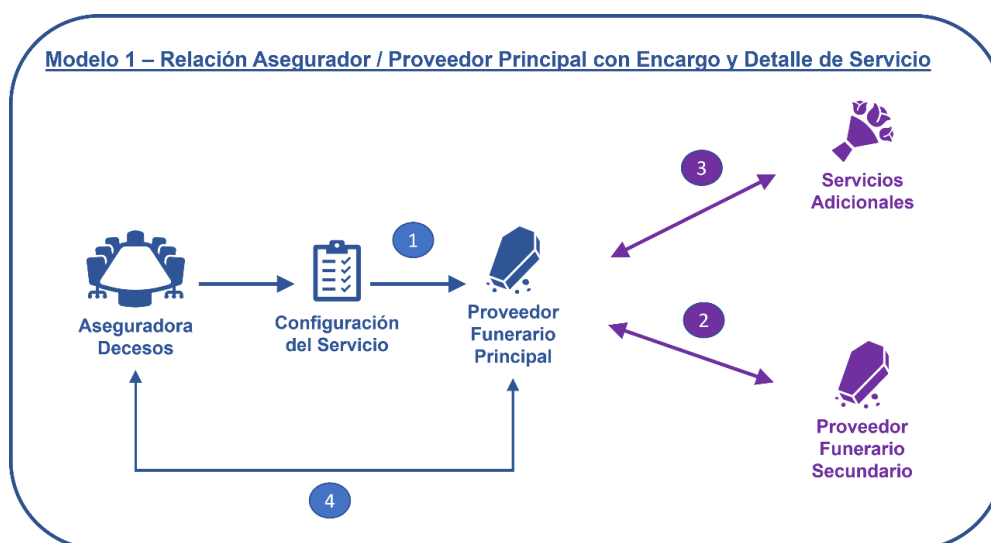 Modelo 1 – Relación Asegurador / Proveedor Principal con Encargo y Detalle de Servicio
3
Servicios
Adicionales
1
Aseguradora
Decesos
Configuración
del Servicio
Proveedor
Funerario
Principal
2
Proveedor
Funerario
Secundario
4